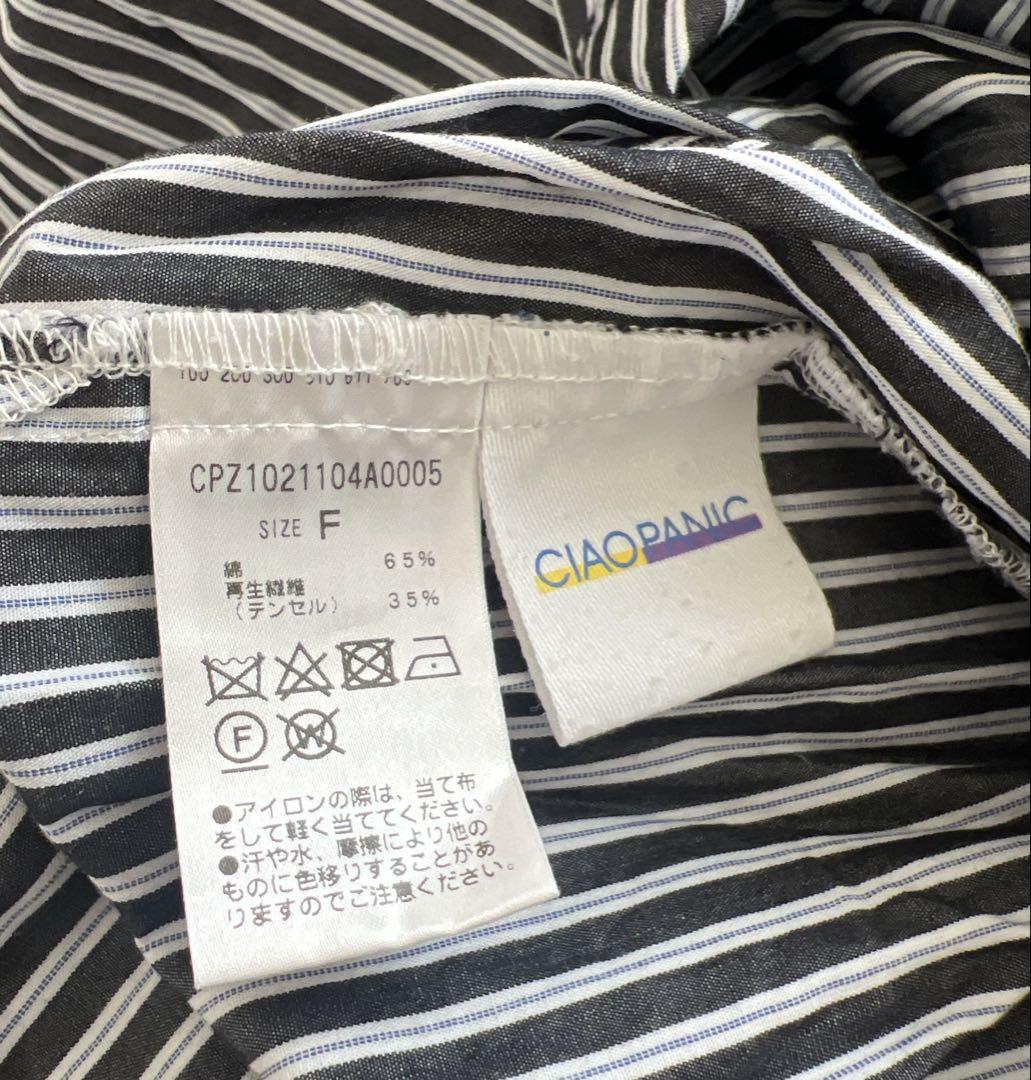 CPZ1021104A0005
SIZE F
綿 65%
再生繊維
(テンセル) 35%
F
W
●アイロンの際は、当て布
をして軽く当ててください。
●汗や水、摩擦により他の
ものに色移りすることがあ
りますのでご注意ください。
CIAOPANIC